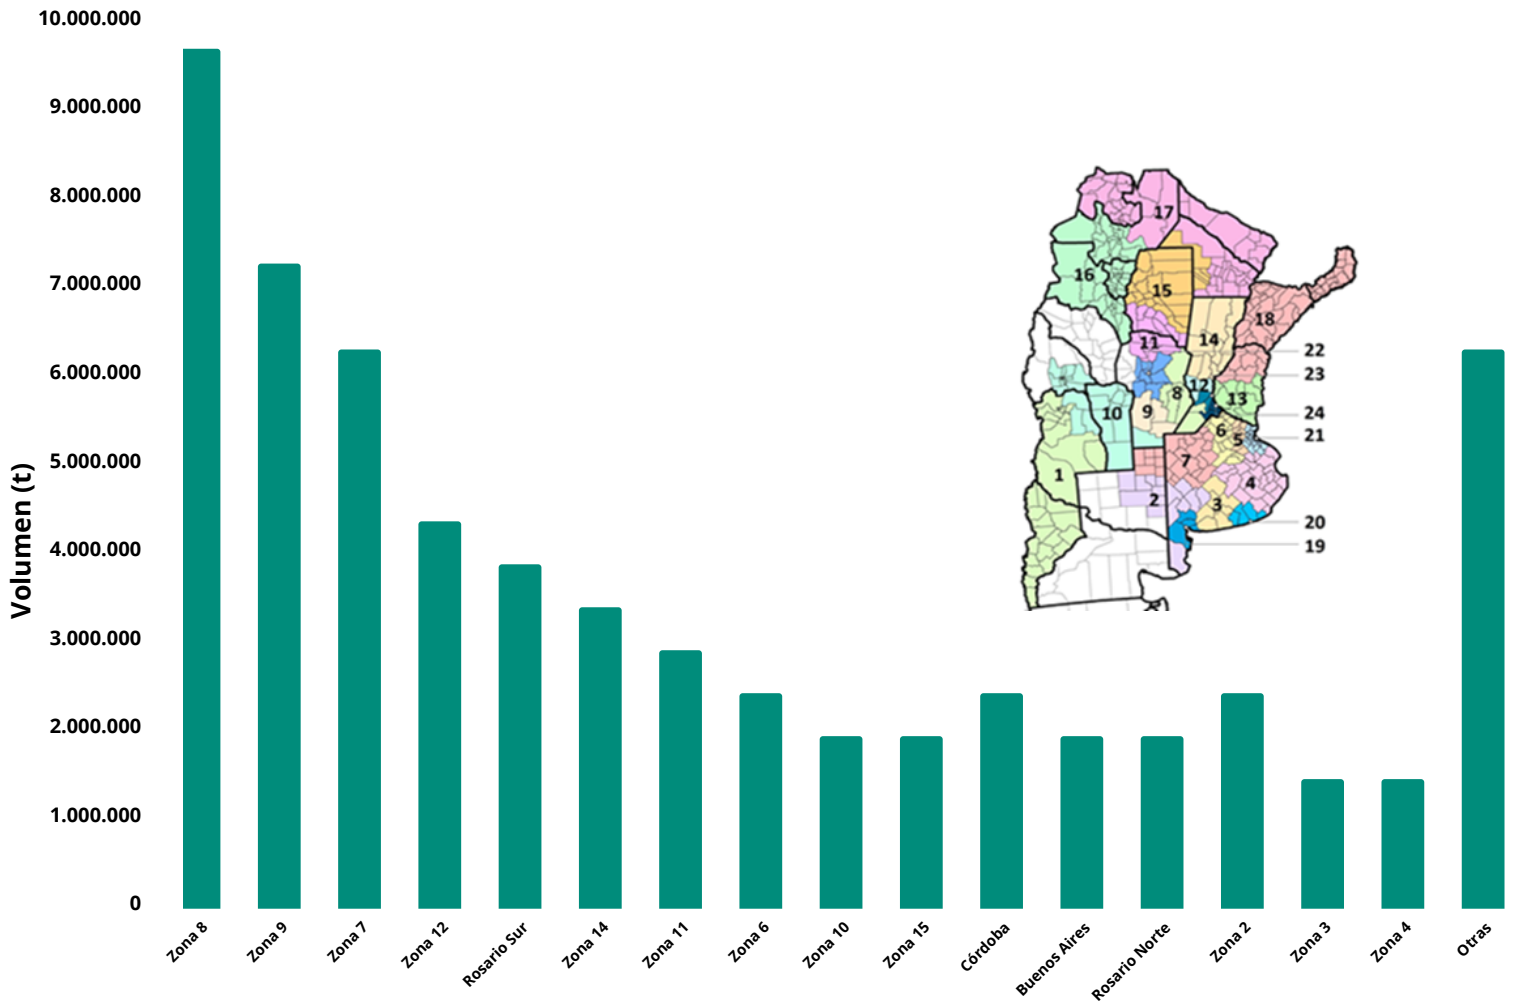 10.000.000
9.000.000
8.000.000
7.000.000
6.000.000
5.000.000
4.000.000
3.000.000
2.000.000
1.000.000
0
Volumen (t)
Zona 8
Zona 9
Zona 7
Zona 12
Rosario Sur
Zona 14
Zona 11
Zona 6
Zona 10
Zona 15
Córdoba
Buenos Aires
Rosario Norte
Zona 2
Zona 3
Zona 4
Otras
17
16
15
18
14
11
22
23
12
8
13
10
9
24
6
5
21
7
1
4
2
3
20
19